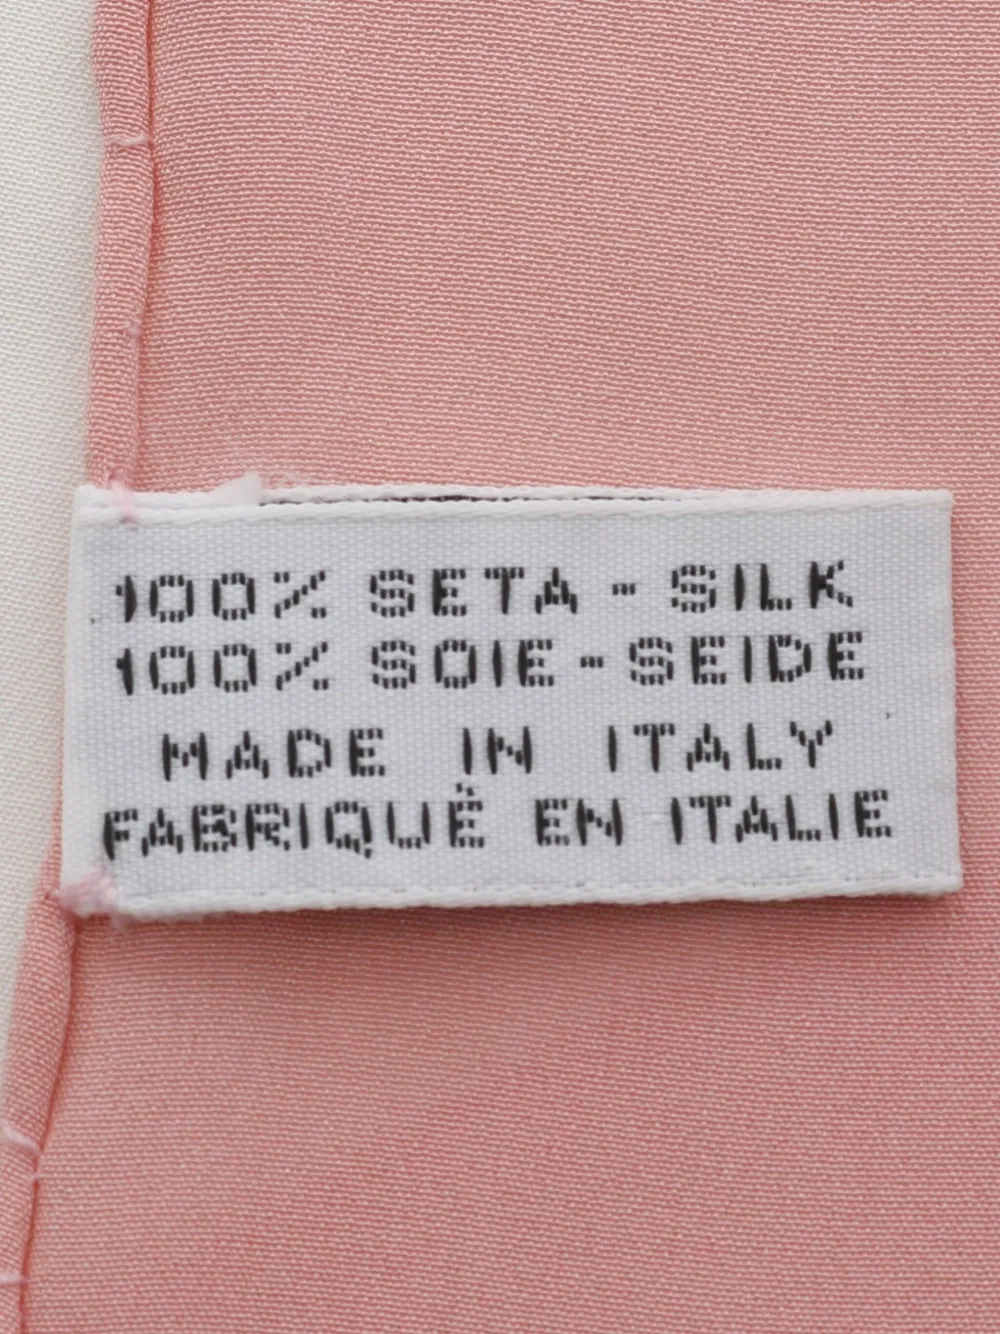 100% SETA - SILK
100% SOIE - SEIDE
MADE IN ITALY
FABRIQUÈ EN ITALIE